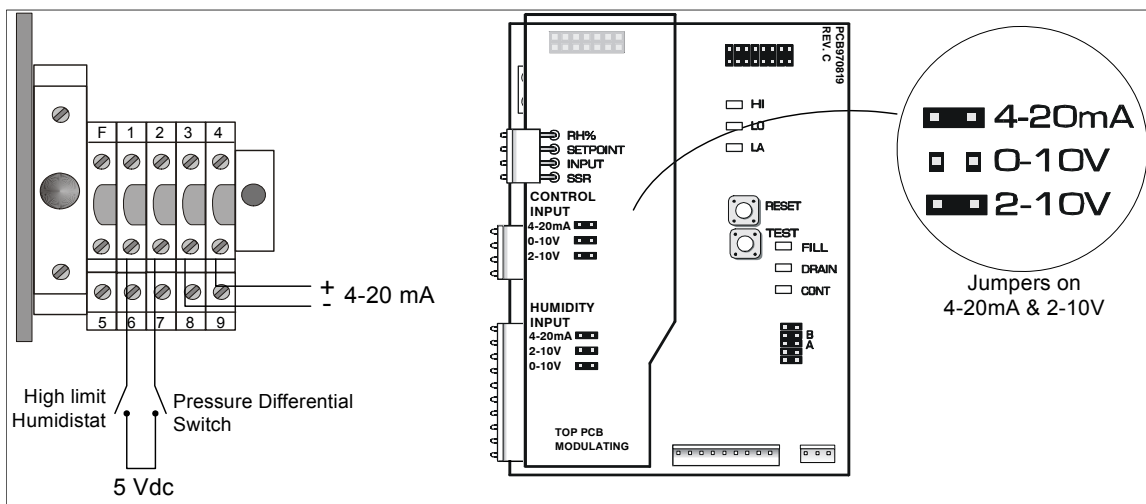 F 1 2 3 4
5 6 7 8 9
+
- 4-20 mA
High limit
Humidistat
Pressure Differential
Switch
5 Vdc
PCB970819
REV. C
HI
LO
LA
RH%
SETPOINT
INPUT
SSR
CONTROL
INPUT
4-20mA
0-10V
2-10V
RESET
TEST
FILL
DRAIN
CONT
HUMIDITY
INPUT
4-20mA
2-10V
0-10V
B
A
TOP PCB
MODULATING
4-20mA
0-10V
2-10V
Jumpers on
4-20mA & 2-10V